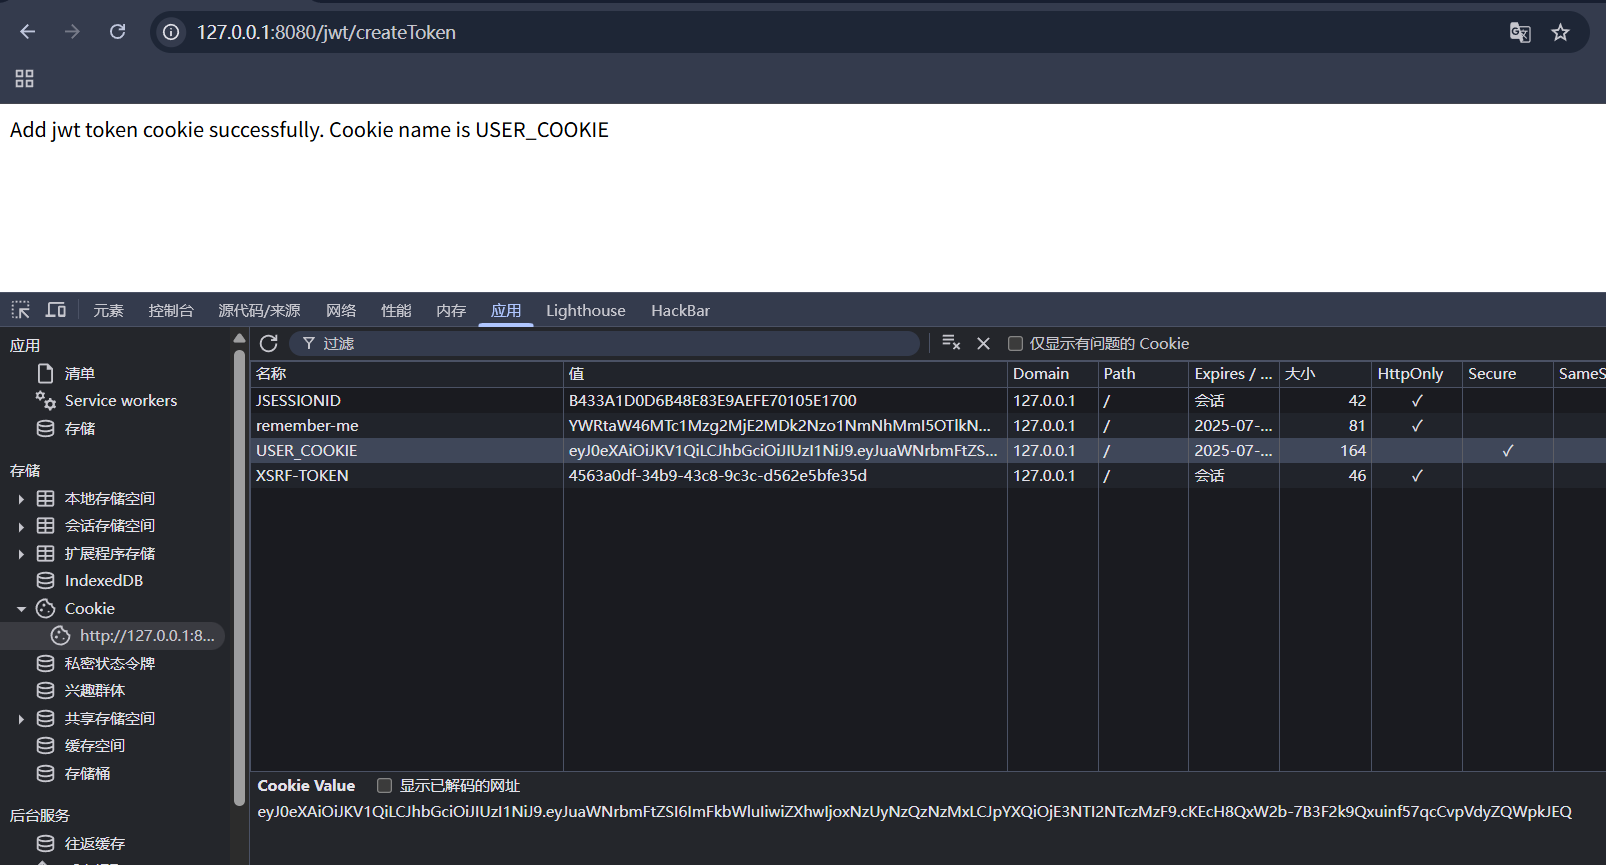 127.0.0.1:8080/jwt/createToken
Add jwt token cookie successfully. Cookie name is USER_COOKIE
元素 控制台 源代码/来源 网络 性能 内存 应用 Lighthouse HackBar
应用
清单
Service workers
存储
存储
本地存储空间
会话存储空间
扩展程序存储
IndexedDB
Cookie
http://127.0.0.1:8...
私密状态令牌
兴趣群体
共享存储空间
缓存空间
存储桶
后台服务
往返缓存
过滤 仅显示有问题的 Cookie
名称 值 Domain Path Expires / ... 大小 HttpOnly Secure SameS
JSESSIONID B433A1D0D6B48E83E9AEFE70105E1700 127.0.0.1 / 会话 42 ✓
remember-me YWRtaW46MTc1Mzg2MjE2MDk2Nzo1NmNhMmI5OTlkN... 127.0.0.1 / 2025-07-... 81 ✓
USER_COOKIE eyJ0eXAiOiJKV1QiLCJhbGciOiJIUzI1NiJ9.eyJuaWNrbmFtZS... 127.0.0.1 / 2025-07-... 164 ✓
XSRF-TOKEN 4563a0df-34b9-43c8-9c3c-d562e5bfe35d 127.0.0.1 / 会话 46 ✓
Cookie Value 显示已解码的网址
eyJ0eXAiOiJKV1QiLCJhbGciOiJIUzI1NiJ9.eyJuaWNrbmFtZSI6ImFkbWluIiwiZXhwIjoxNzUyNzQzNzMxLCJpYXQiOjE3NTI2NTczMzF9.cKEcH8QxW2b-7B3F2k9Qxuinf57qcCvpVdyZQWpkJEQ